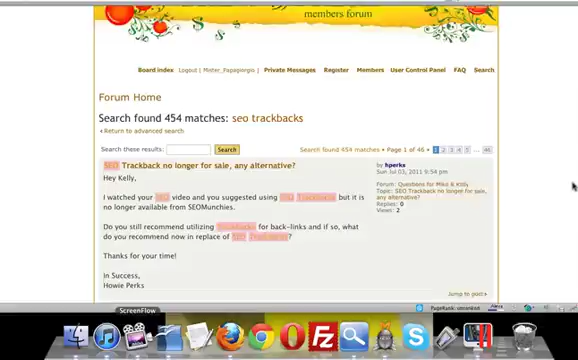 members forum
Board index Logout [ Mister_Papagiorgio ] Private Messages Register Members User Control Panel FAQ Search
Forum Home
Search found 454 matches: seo trackbacks
Return to advanced search
Search these results: Search Search found 454 matches • Page 1 of 46 • 1 2 3 4 5 ... 46
SEO Trackback no longer for sale, any alternative?
Hey Kelly,
I watched your SEO video and you suggested using SEO Trackbacks but it is
no longer available from SEOMunchies.
Do you still recommend utilizing Trackbacks for back-links and if so, what
do you recommend now in replace of SEO Trackbacks?
Thanks for your time!
In Success,
Howie Perks
by hperks
Sun Jul 03, 2011 9:54 pm
Forum: Questions for Mike & Kelly
Topic: SEO Trackback no longer for sale,
any alternative?
Replies: 0
Views: 2
Jump to post
ScreenFlow
PageRank: Alexa